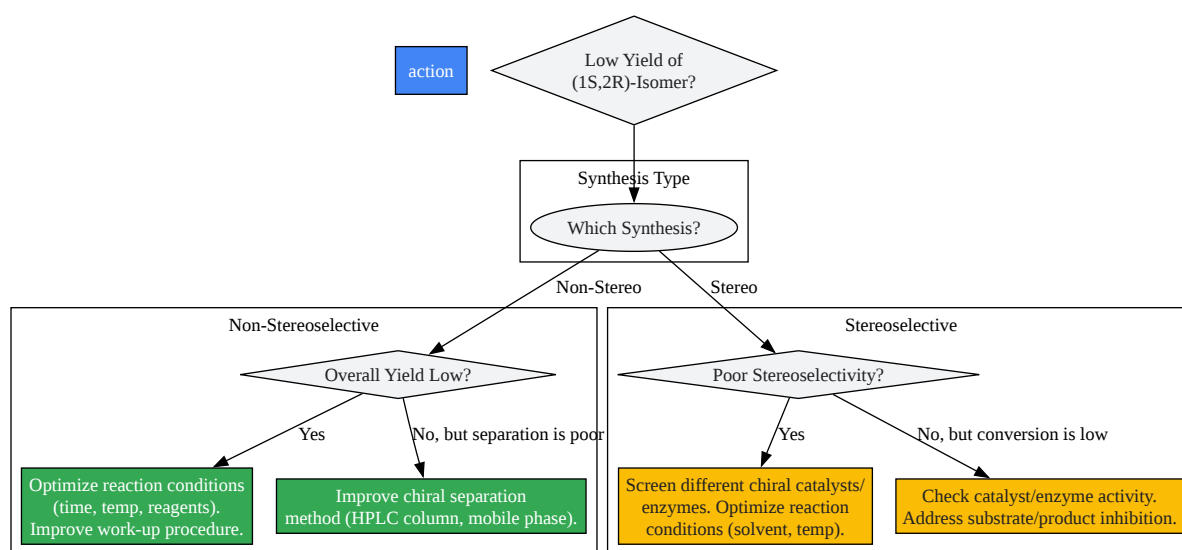 action
Low Yield of
(1S,2R)-Isomer?
Synthesis Type
Which Synthesis?
Non-Stereo
Stereo
Non-Stereoselective
Stereoselective
Overall Yield Low?
Poor Stereoselectivity?
Yes
No, but separation is poor
Yes
No, but conversion is low
Optimize reaction conditions
(time, temp, reagents).
Improve work-up procedure.
Improve chiral separation
method (HPLC column, mobile phase).
Screen different chiral catalysts/
enzymes. Optimize reaction
conditions (solvent, temp).
Check catalyst/enzyme activity.
Address substrate/product inhibition.